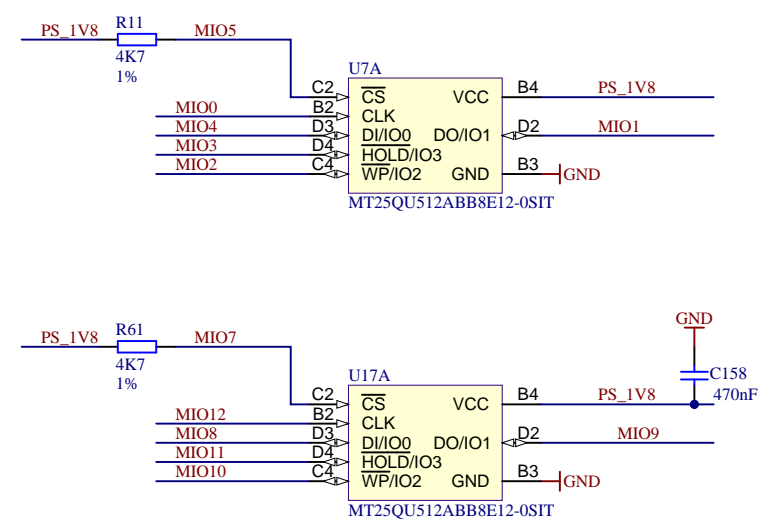 R11
PS_1V8 MIO5
4K7
1%
U7A
C2 CS VCC B4 PS_1V8
MIO0 B2 CLK
MIO4 D3 DI/IO0 DO/IO1 D2 MIO1
MIO3 D4 HOLD/IO3
MIO2 C4 WP/IO2 GND B3 GND
MT25QU512ABB8E12-0SIT
GND
R61
PS_1V8 MIO7
4K7
1%
C158
470nF
U17A
C2 CS VCC B4 PS_1V8
MIO12 B2 CLK
MIO8 D3 DI/IO0 DO/IO1 D2 MIO9
MIO11 D4 HOLD/IO3
MIO10 C4 WP/IO2 GND B3 GND
MT25QU512ABB8E12-0SIT